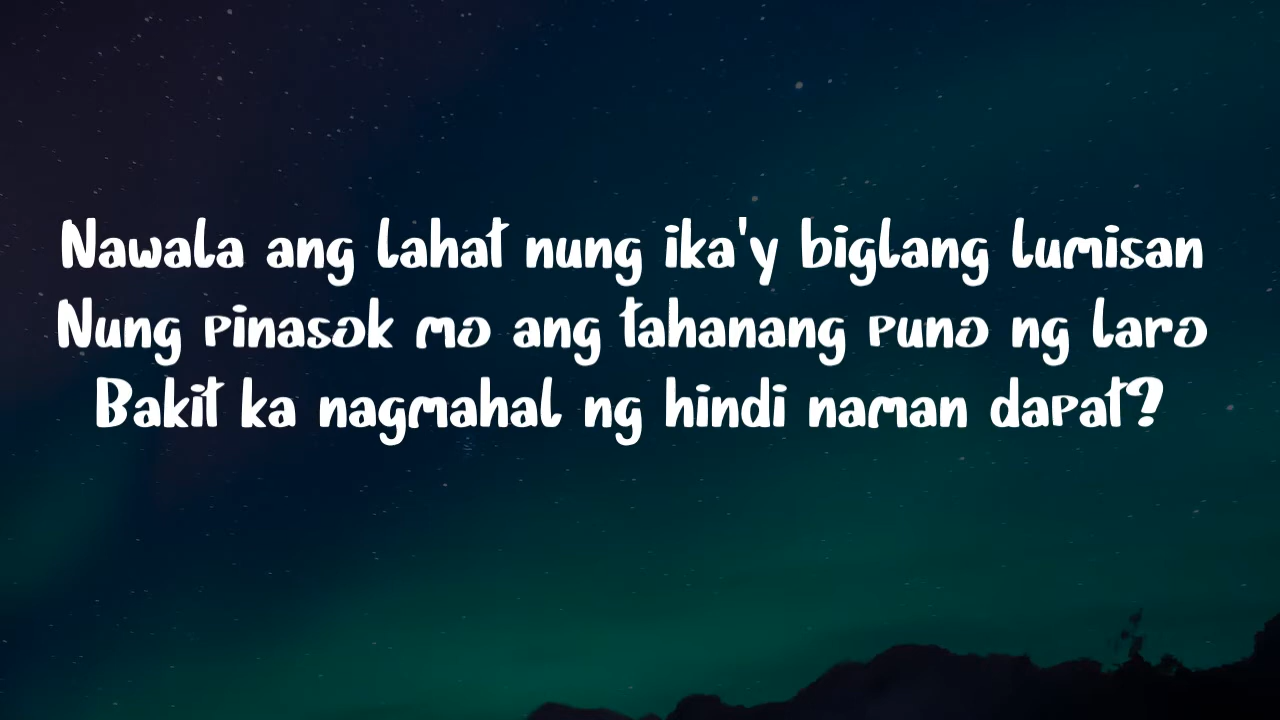 Nawala ang lahat nung ika'y biglang lumisan
Nung pinasok mo ang tahanang puno ng laro
Bakit ka nagmahal ng hindi naman dapat?